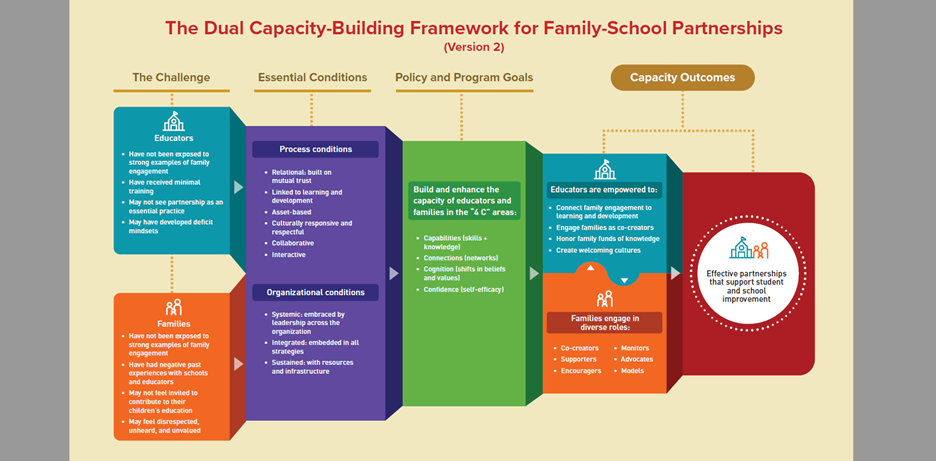 The Dual Capacity-Building Framework for Family-School Partnerships
(Version 2)
The Challenge
Essential Conditions
Policy and Program Goals
Capacity Outcomes
Educators
• Have not been exposed to
strong examples of family
engagement
• Have received minimal
training
• May not see partnership as an
essential practice
• May have developed deficit
mindsets
Families
• Have not been exposed to
strong examples of family
engagement
• Have had negative past
experiences with schools
and educators
• May not feel invited to
contribute to their
children's education
• May feel disrespected,
unheard, and unvalued
Process conditions
• Relational: built on
mutual trust
• Linked to learning and
development
• Asset-based
• Culturally responsive and
respectful
• Collaborative
• Interactive
Organizational conditions
• Systemic: embraced by
leadership across the
organization
• Integrated: embedded in all
strategies
• Sustained: with resources
and infrastructure
Build and enhance the
capacity of educators and
families in the "4 C" areas:
• Capabilities (skills +
knowledge)
• Connections (networks)
• Cognition (shifts in beliefs
and values)
• Confidence (self-efficacy)
Educators are empowered to:
• Connect family engagement to
learning and development
• Engage families as co-creators
• Honor family funds of knowledge
• Create welcoming cultures
Families engage in
diverse roles:
• Co-creators
• Supporters
• Encouragers
• Monitors
• Advocates
• Models
Effective partnerships
that support student
and school
improvement